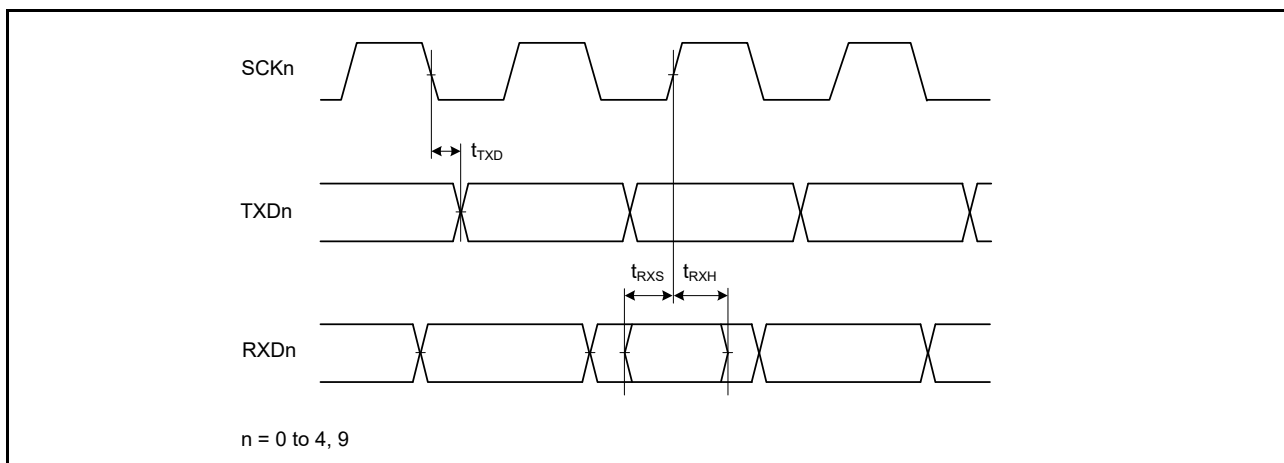 SCKn
tTXD
TXDn
tRXS tRXH
RXDn
n = 0 to 4, 9